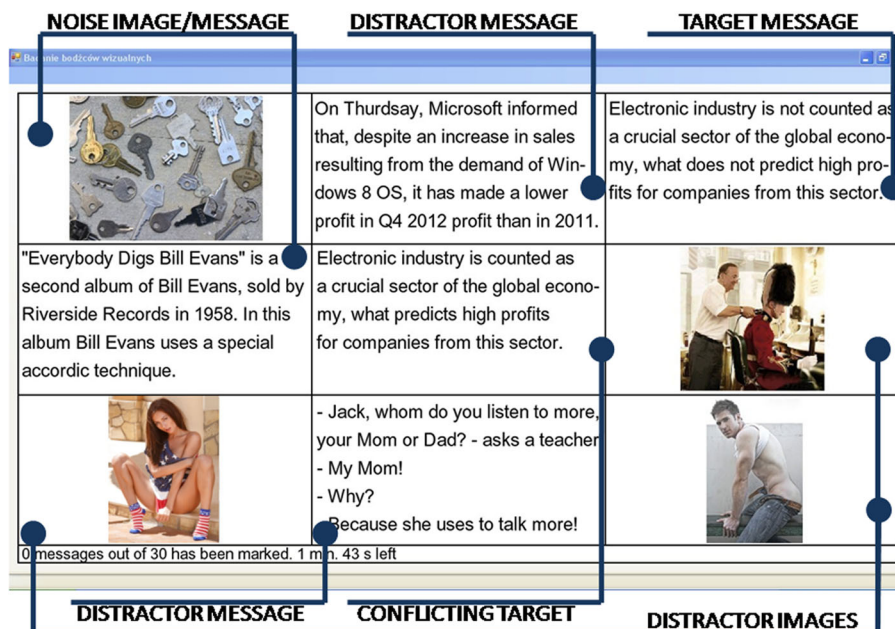 NOISE IMAGE/MESSAGE
DISTRACTOR MESSAGE
TARGET MESSAGE
Badanie bodźców wizualnych
On Thurdsay, Microsoft informed
that, despite an increase in sales
resulting from the demand of Win-
dows 8 OS, it has made a lower
profit in Q4 2012 profit than in 2011.
Electronic industry is not counted as
a crucial sector of the global econo-
my, what does not predict high pro-
fits for companies from this sector.
"Everybody Digs Bill Evans" is a
second album of Bill Evans, sold by
Riverside Records in 1958. In this
album Bill Evans uses a special
accordic technique.
Electronic industry is counted as
a crucial sector of the global econo-
my, what predicts high profits
for companies from this sector.
- Jack, whom do you listen to more,
your Mom or Dad? - asks a teacher
- My Mom!
- Why?
- Because she uses to talk more!
0 messages out of 30 has been marked. 1 min. 43 s left
DISTRACTOR MESSAGE
CONFLICTING TARGET
DISTRACTOR IMAGES